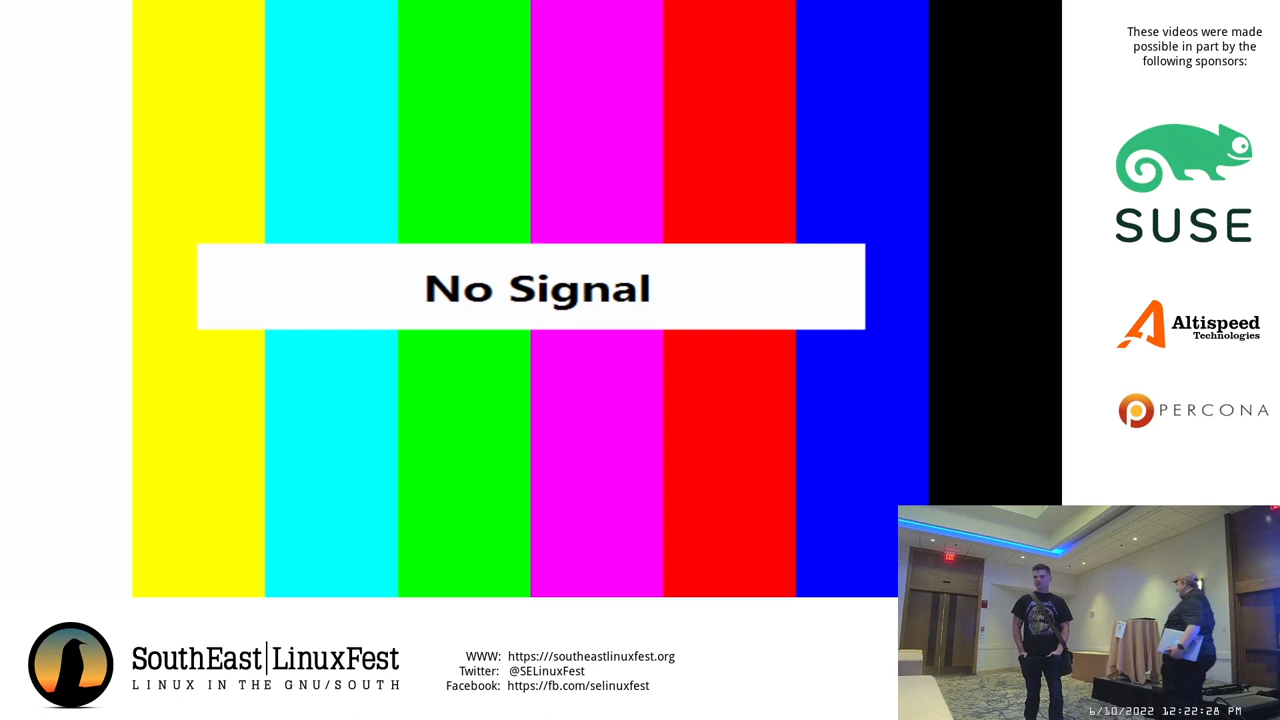 These videos were made
possible in part by the
following sponsors:
SUSE
Altispeed
Technologies
PERCONA
No Signal
EXIT
SouthEast|LinuxFest
LINUX IN THE GNU/SOUTH
WWW: https:///southeastlinuxfest.org
Twitter: @SELinuxFest
Facebook: https://fb.com/selinuxfest
6/10/2022 12:22:28 PM